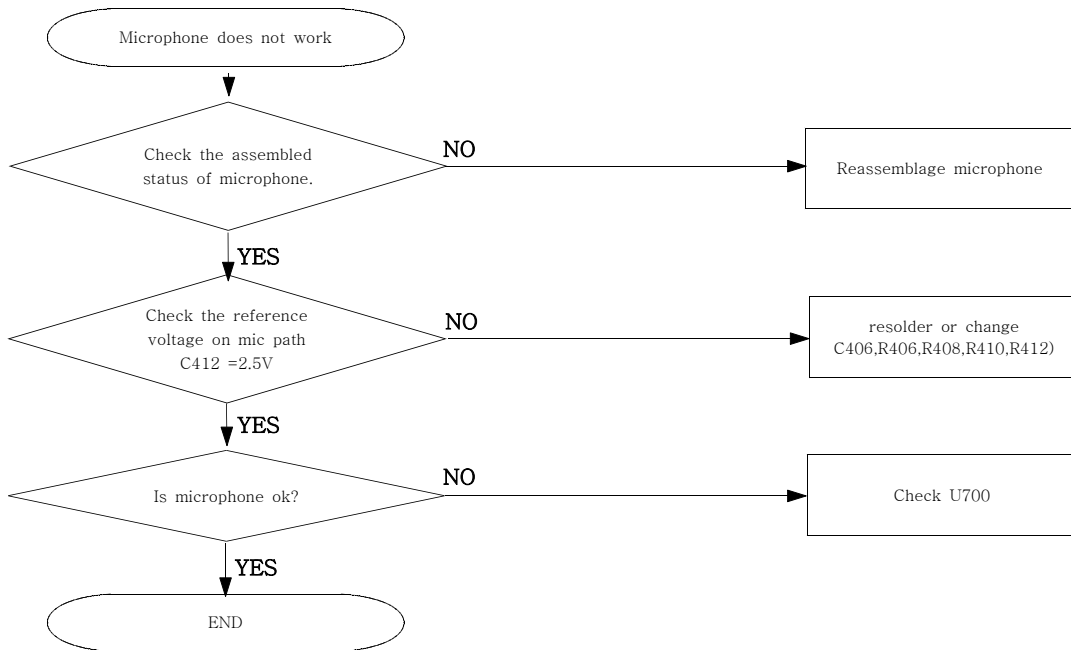 Microphone does not work
Check the assembled
status of microphone.
NO
Reassemblage microphone
YES
Check the reference
voltage on mic path
C412 =2.5V
NO
resolder or change
C406,R406,R408,R410,R412)
YES
Is microphone ok?
NO
Check U700
YES
END